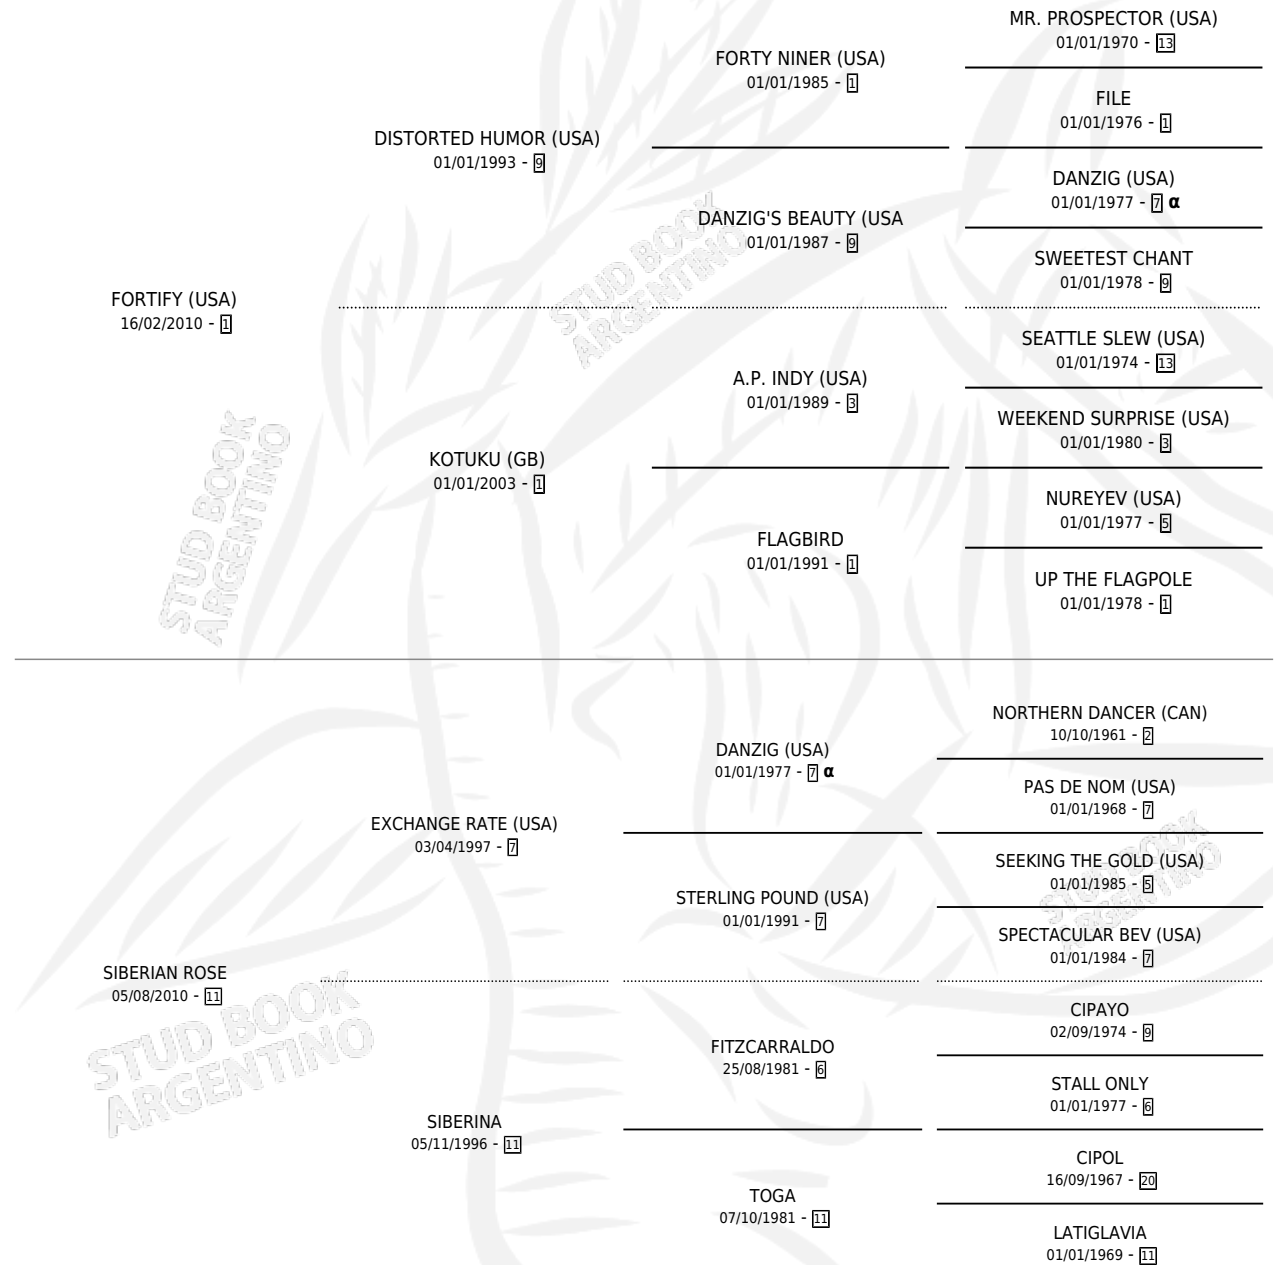 MR. PROSPECTOR (USA)
01/01/1970 - 13
FORTY NINER (USA)
01/01/1985 - 1
FILE
01/01/1976 - 1
DISTORTED HUMOR (USA)
01/01/1993 - 9
DANZIG (USA)
01/01/1977 - 7 α
DANZIG'S BEAUTY (USA
01/01/1987 - 9
SWEETEST CHANT
01/01/1978 - 9
FORTIFY (USA)
16/02/2010 - 1
SEATTLE SLEW (USA)
01/01/1974 - 13
A.P. INDY (USA)
01/01/1989 - 3
WEEKEND SURPRISE (USA)
01/01/1980 - 3
KOTUKU (GB)
01/01/2003 - 1
NUREYEV (USA)
01/01/1977 - 5
FLAGBIRD
01/01/1991 - 1
UP THE FLAGPOLE
01/01/1978 - 1
NORTHERN DANCER (CAN)
10/10/1961 - 2
DANZIG (USA)
01/01/1977 - 7 α
PAS DE NOM (USA)
01/01/1968 - 7
EXCHANGE RATE (USA)
03/04/1997 - 7
SEEKING THE GOLD (USA)
01/01/1985 - 5
STERLING POUND (USA)
01/01/1991 - 7
SPECTACULAR BEV (USA)
01/01/1984 - 7
SIBERIAN ROSE
05/08/2010 - 11
CIPAYO
02/09/1974 - 9
FITZCARRALDO
25/08/1981 - 6
STALL ONLY
01/01/1977 - 6
SIBERINA
05/11/1996 - 11
CIPOL
16/09/1967 - 20
TOGA
07/10/1981 - 11
LATIGLAVIA
01/01/1969 - 11
STUD BOOK
ARGENTINO
STUD BOOK
ARGENTINO
STUD BOOK
ARGENTINO
STUD BOOK
ARGENTINO